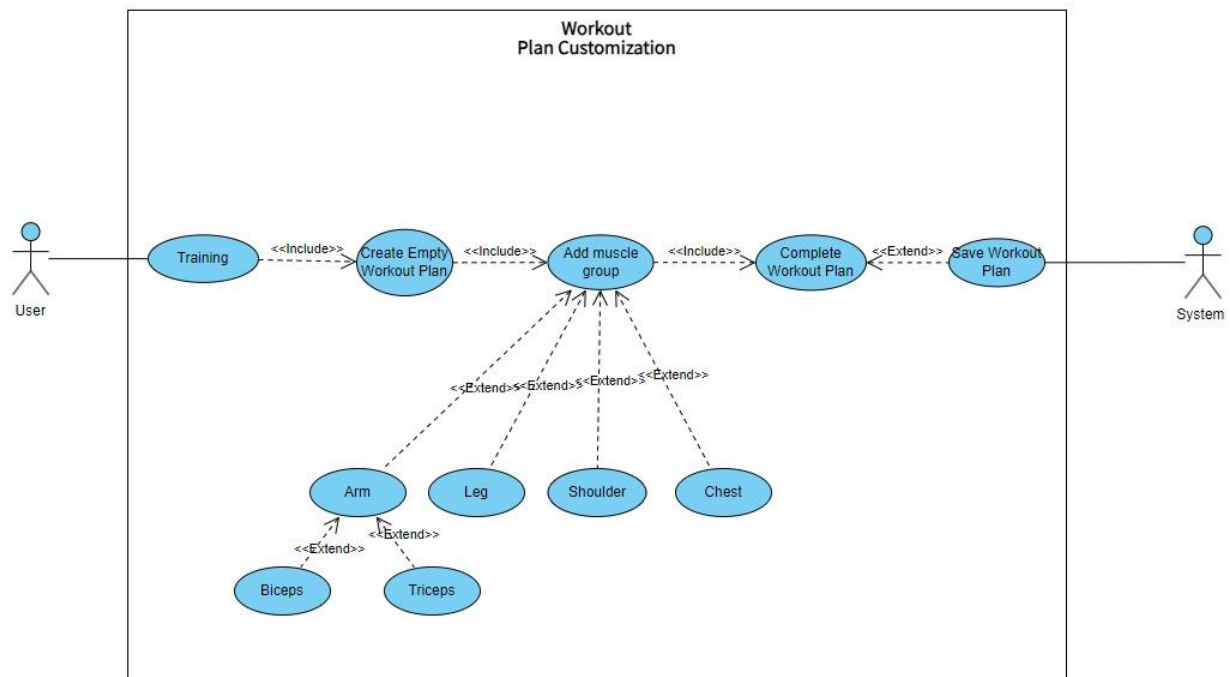 Workout
Plan Customization
Training
<<Include>>
Create Empty
Workout Plan
<<Include>>
Add muscle
group
<<Include>>
Complete
Workout Plan
<<Extend>>
Save Workout
Plan
User
System
<<Extend>>
<<Extend>>
<<Extend>>
<<Extend>>
Arm
Leg
Shoulder
Chest
<<Extend>>
<<Extend>>
Biceps
Triceps